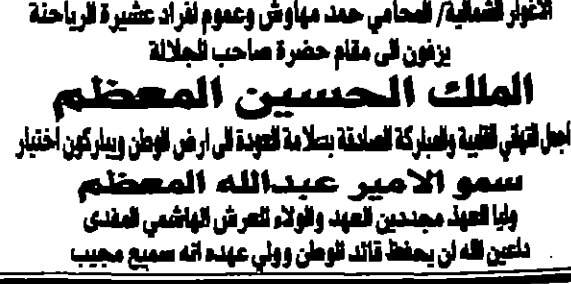 الاغوار الشمالية/ المحامي حمد مهاوش وعموم افراد عشيرة الرياحنة
يزفون الى مقام حضرة صاحب الجلالة
الملك الحسين المعظم
اجمل التهاني القلبية والمباركة الصادقة بسلامة العودة الى ارض الوطن ويباركون اختيار
سمو الامير عبدالله المعظم
وليا للعهد مجددين العهد والولاء للعرش الهاشمي المفدى
داعين الله ان يحفظ قائد الوطن وولي عهده انه سميع مجيب